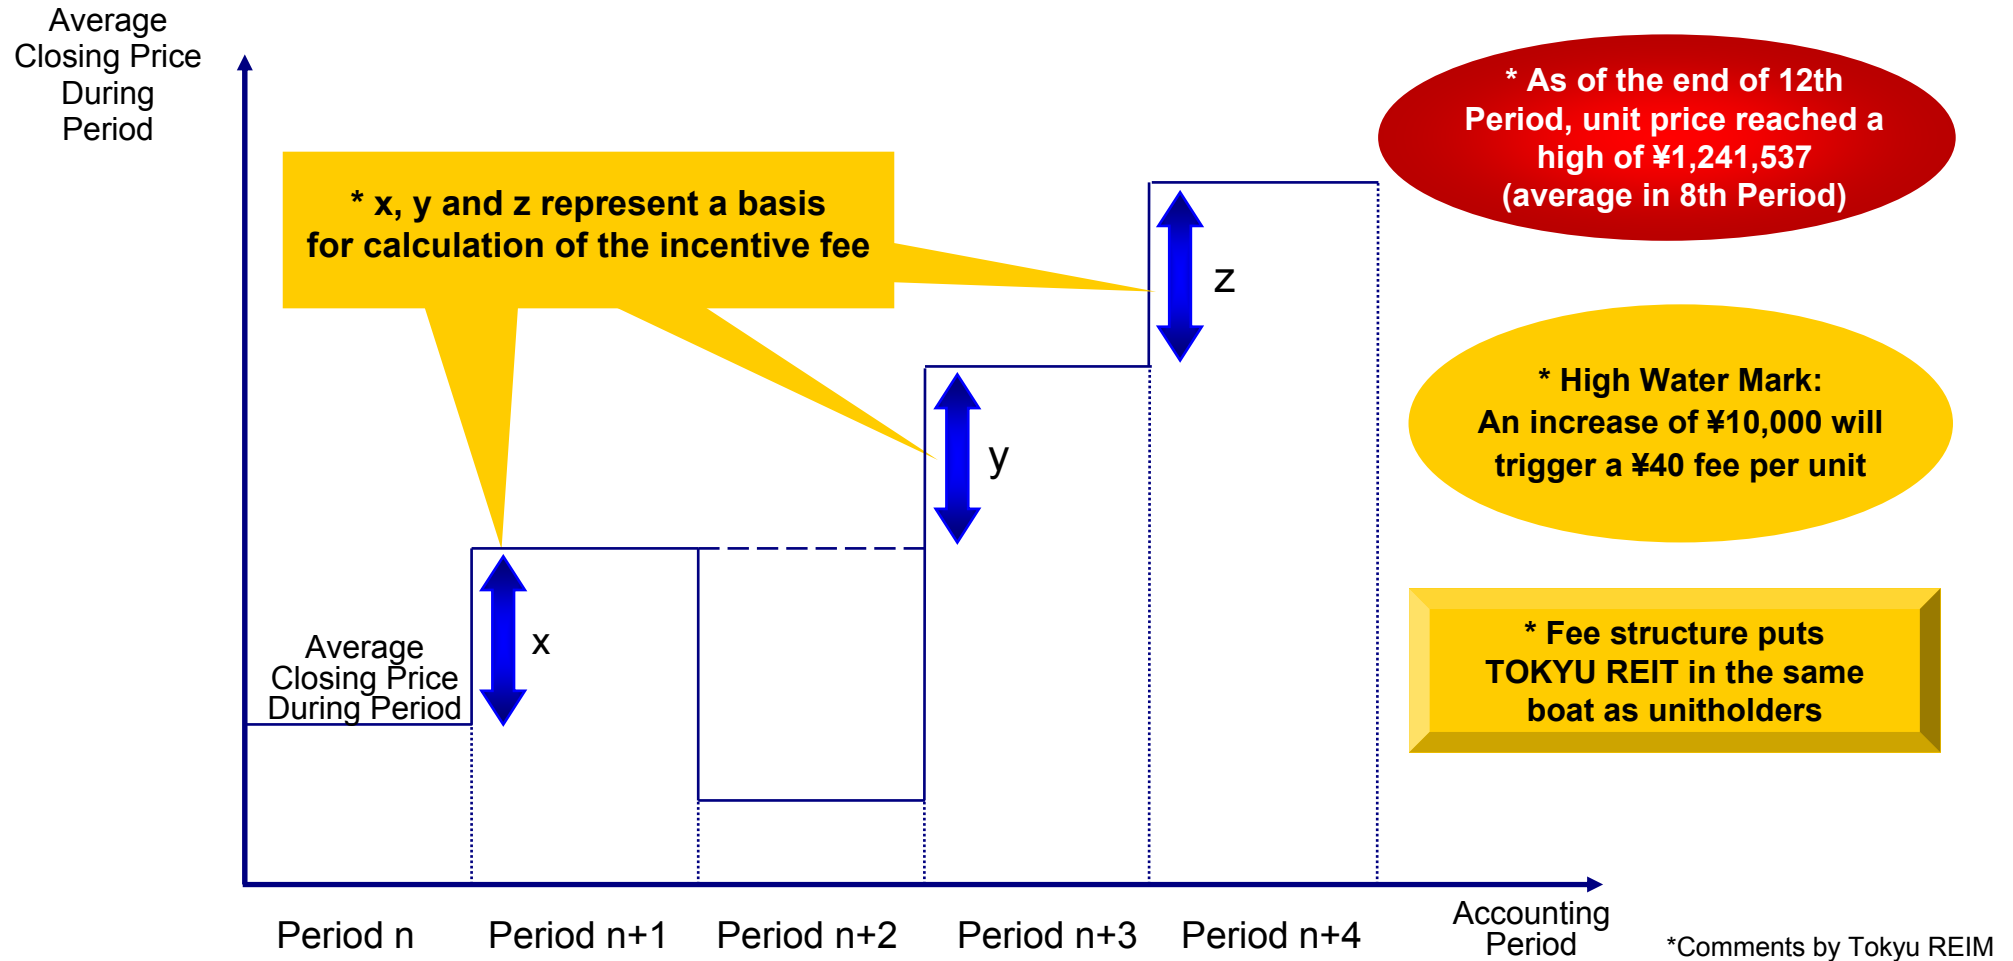 Average
Closing Price
During
Period
* As of the end of 12th
Period, unit price reached a
high of ¥1,241,537
(average in 8th Period)
* x, y and z represent a basis
for calculation of the incentive fee
z
* High Water Mark:
An increase of ¥10,000 will
trigger a ¥40 fee per unit
y
x
Average
Closing Price
During Period
* Fee structure puts
TOKYU REIT in the same
boat as unitholders
Period n
Period n+1
Period n+2
Period n+3
Period n+4
Accounting
Period
*Comments by Tokyu REIM